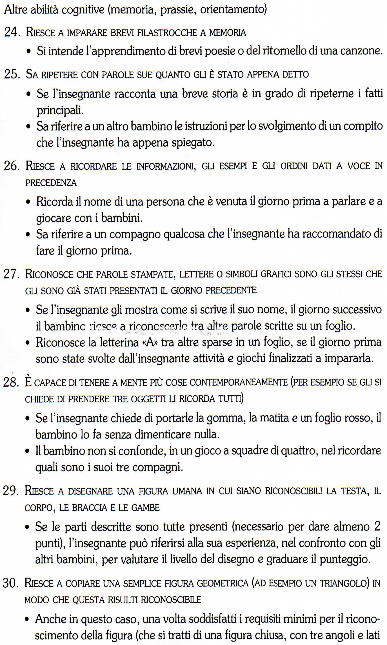 Altre abilità cognitive (memoria, prassie, orientamento)
24. RIESCE A IMPARARE BREVI FILASTROCCHE A MEMORIA
• Si intende l'apprendimento di brevi poesie o del ritornello di una canzone.
25. SA RIPETERE CON PAROLE SUE QUANTO GLI È STATO APPENA DETTO
• Se l'insegnante racconta una breve storia è in grado di ripeterne i fatti
principali.
• Sa riferire a un altro bambino le istruzioni per lo svolgimento di un compito
che l'insegnante ha appena spiegato.
26. RIESCE A RICORDARE LE INFORMAZIONI, GLI ESEMPI E GLI ORDINI DATI A VOCE IN
PRECEDENZA
• Ricorda il nome di una persona che è venuta il giorno prima a parlare e a
giocare con i bambini.
• Sa riferire a un compagno qualcosa che l'insegnante ha raccomandato di
fare il giorno prima.
27. RICONOSCE CHE PAROLE STAMPATE, LETTERE O SIMBOLI GRAFICI SONO GLI STESSI CHE
GLI SONO GIÀ STATI PRESENTATI IL GIORNO PRECEDENTE
• Se l'insegnante gli mostra come si scrive il suo nome, il giorno successivo
il bambino riesce a riconoscerlo tra altre parole scritte su un foglio.
• Riconosce la letterina «A» tra altre sparse in un foglio, se il giorno prima
sono state svolte dall'insegnante attività e giochi finalizzati a impararla.
28. È CAPACE DI TENERE A MENTE PIÙ COSE CONTEMPORANEAMENTE (PER ESEMPIO SE GLI SI
CHIEDE DI PRENDERE TRE OGGETTI LI RICORDA TUTTI)
• Se l'insegnante chiede di portarle la gomma, la matita e un foglio rosso, il
bambino lo fa senza dimenticare nulla.
• Il bambino non si confonde, in un gioco a squadre di quattro, nel ricordare
quali sono i suoi tre compagni.
29. RIESCE A DISEGNARE UNA FIGURA UMANA IN CUI SIANO RICONOSCIBILI LA TESTA, IL
CORPO, LE BRACCIA E LE GAMBE
• Se le parti descritte sono tutte presenti (necessario per dare almeno 2
punti), l'insegnante può riferirsi alla sua esperienza, nel confronto con gli
altri bambini, per valutare il livello del disegno e graduare il punteggio.
30. RIESCE A COPIARE UNA SEMPLICE FIGURA GEOMETRICA (AD ESEMPIO UN TRIANGOLO) IN
MODO CHE QUESTA RISULTI RICONOSCIBILE
• Anche in questo caso, una volta soddisfatti i requisiti minimi per il ricono-
scimento della figura (che si tratti di una figura chiusa, con tre angoli e lati